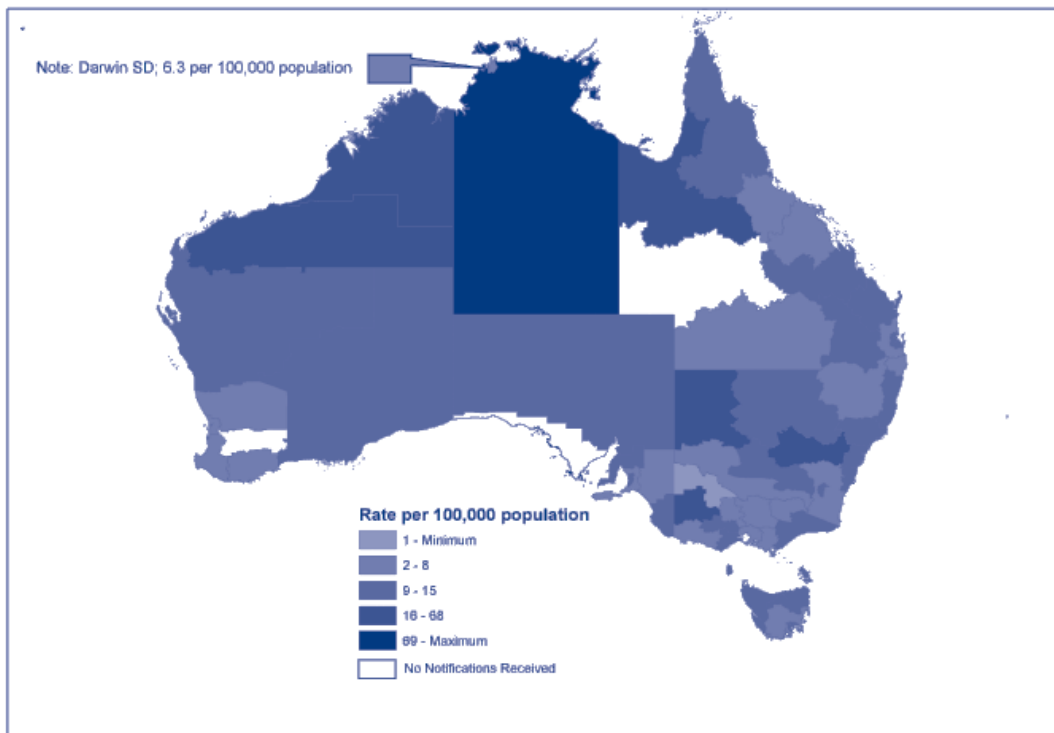 Note: Darwin SD; 6.3 per 100,000 population
Rate per 100,000 population
1 - Minimum
2 - 8
9 - 15
16 - 68
69 - Maximum
No Notifications Received